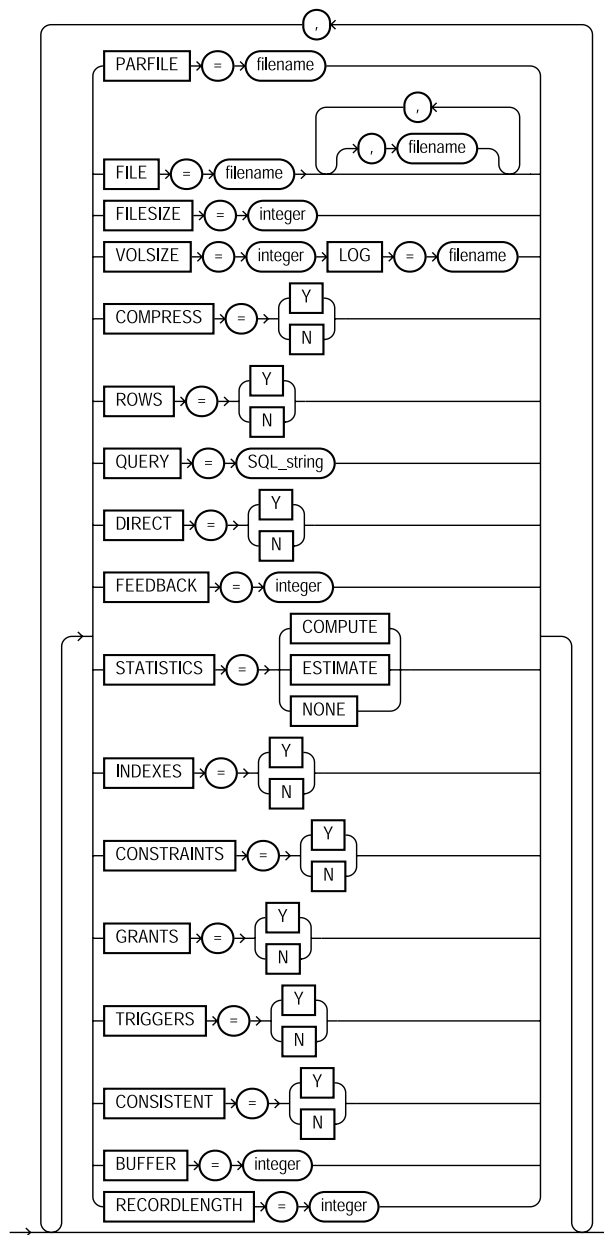 ,
PARFILE = filename
,
, filename
FILE = filename
FILESIZE = integer
VOLSIZE = integer LOG = filename
Y
COMPRESS =
N
Y
ROWS =
N
QUERY = SQL_string
Y
DIRECT =
N
FEEDBACK = integer
COMPUTE
STATISTICS = ESTIMATE
NONE
Y
INDEXES =
N
Y
CONSTRAINTS =
N
Y
GRANTS =
N
Y
TRIGGERS =
N
Y
CONSISTENT =
N
BUFFER = integer
RECORDLENGTH = integer